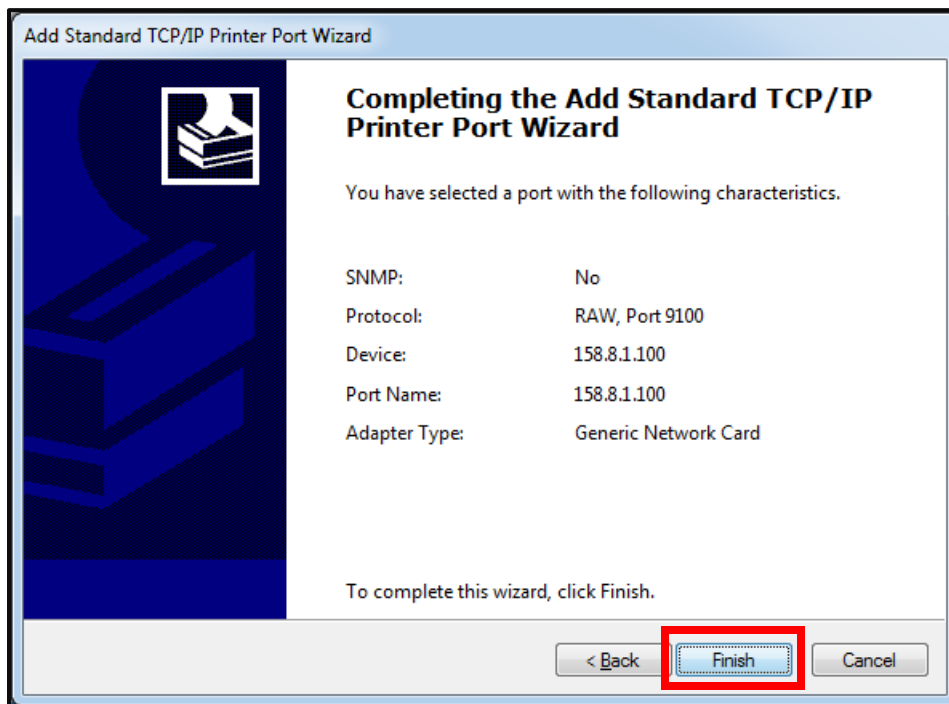 Add Standard TCP/IP Printer Port Wizard
Completing the Add Standard TCP/IP
Printer Port Wizard
You have selected a port with the following characteristics.
SNMP: No
Protocol: RAW, Port 9100
Device: 158.8.1.100
Port Name: 158.8.1.100
Adapter Type: Generic Network Card
To complete this wizard, click Finish.
< Back Finish Cancel